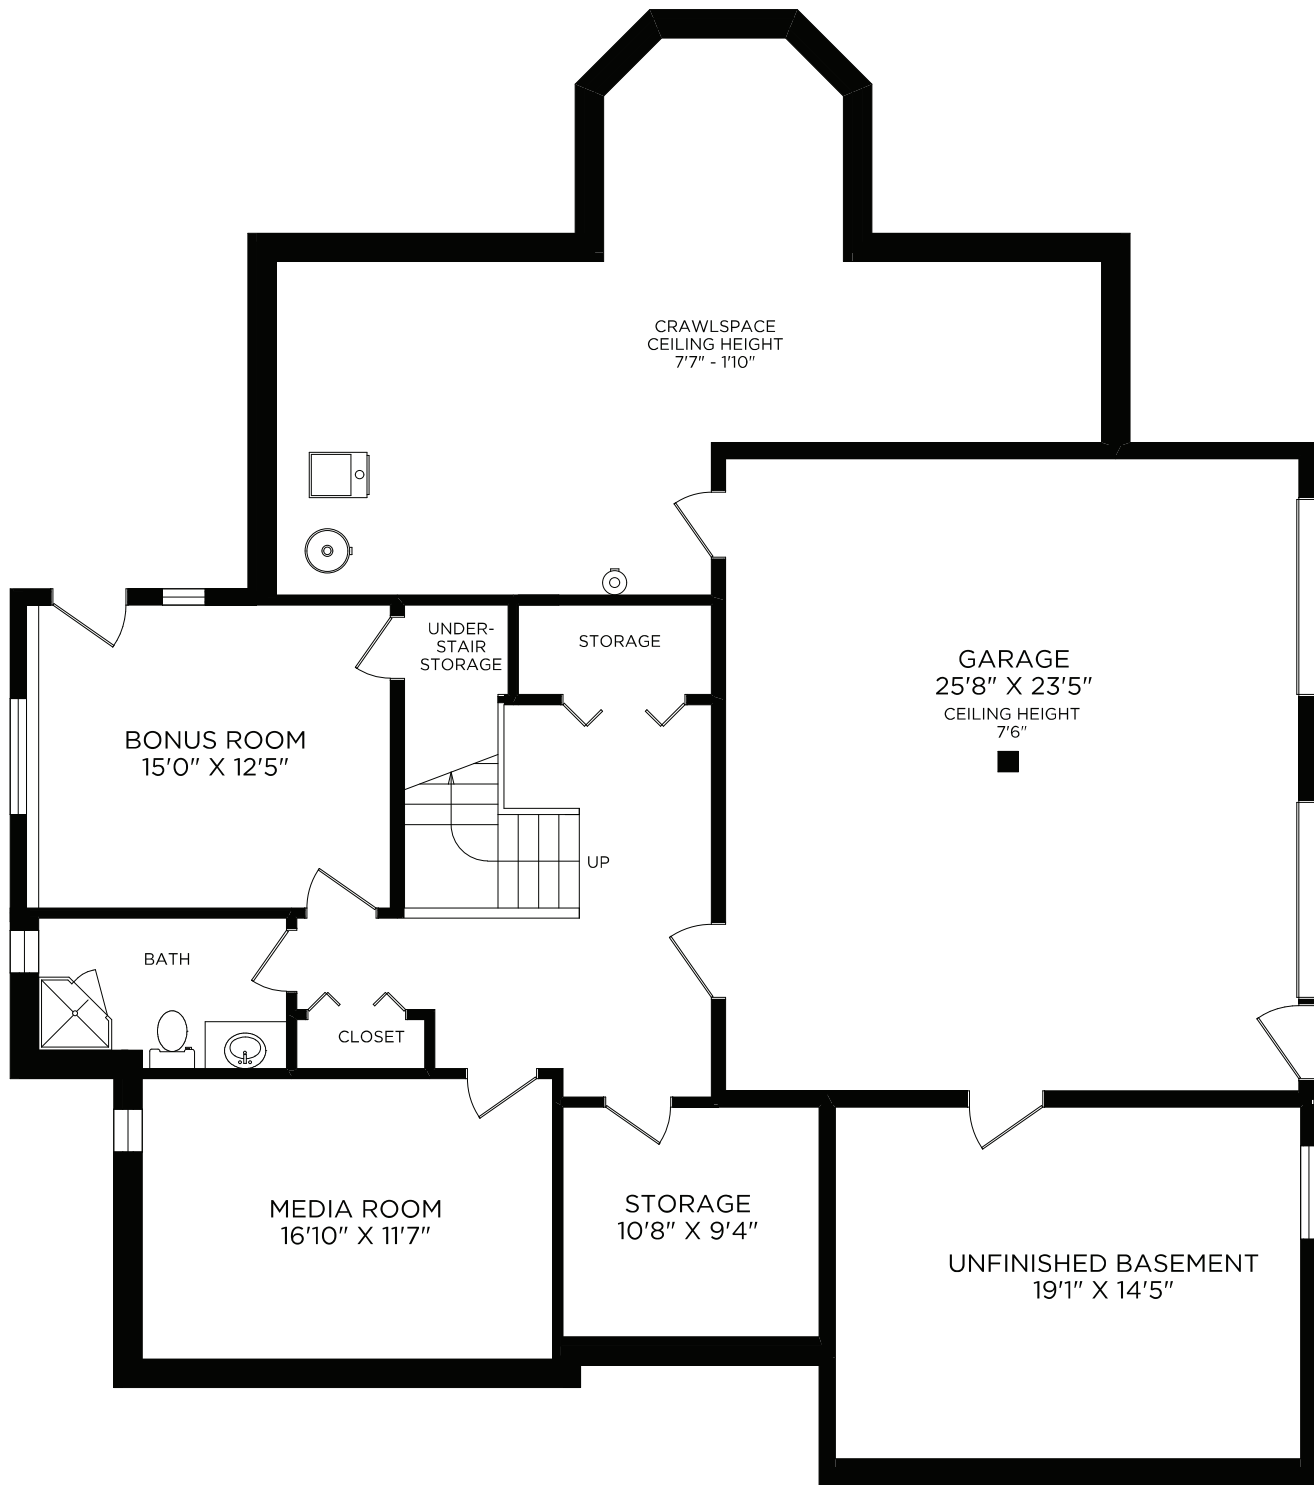 CRAWLSPACE
CEILING HEIGHT
7'7" - 1'10"
UNDER-
STAIR
STORAGE
STORAGE
GARAGE
25'8" X 23'5"
CEILING HEIGHT
7'6"
BONUS ROOM
15'0" X 12'5"
UP
BATH
CLOSET
MEDIA ROOM
16'10" X 11'7"
STORAGE
10'8" X 9'4"
UNFINISHED BASEMENT
19'1" X 14'5"